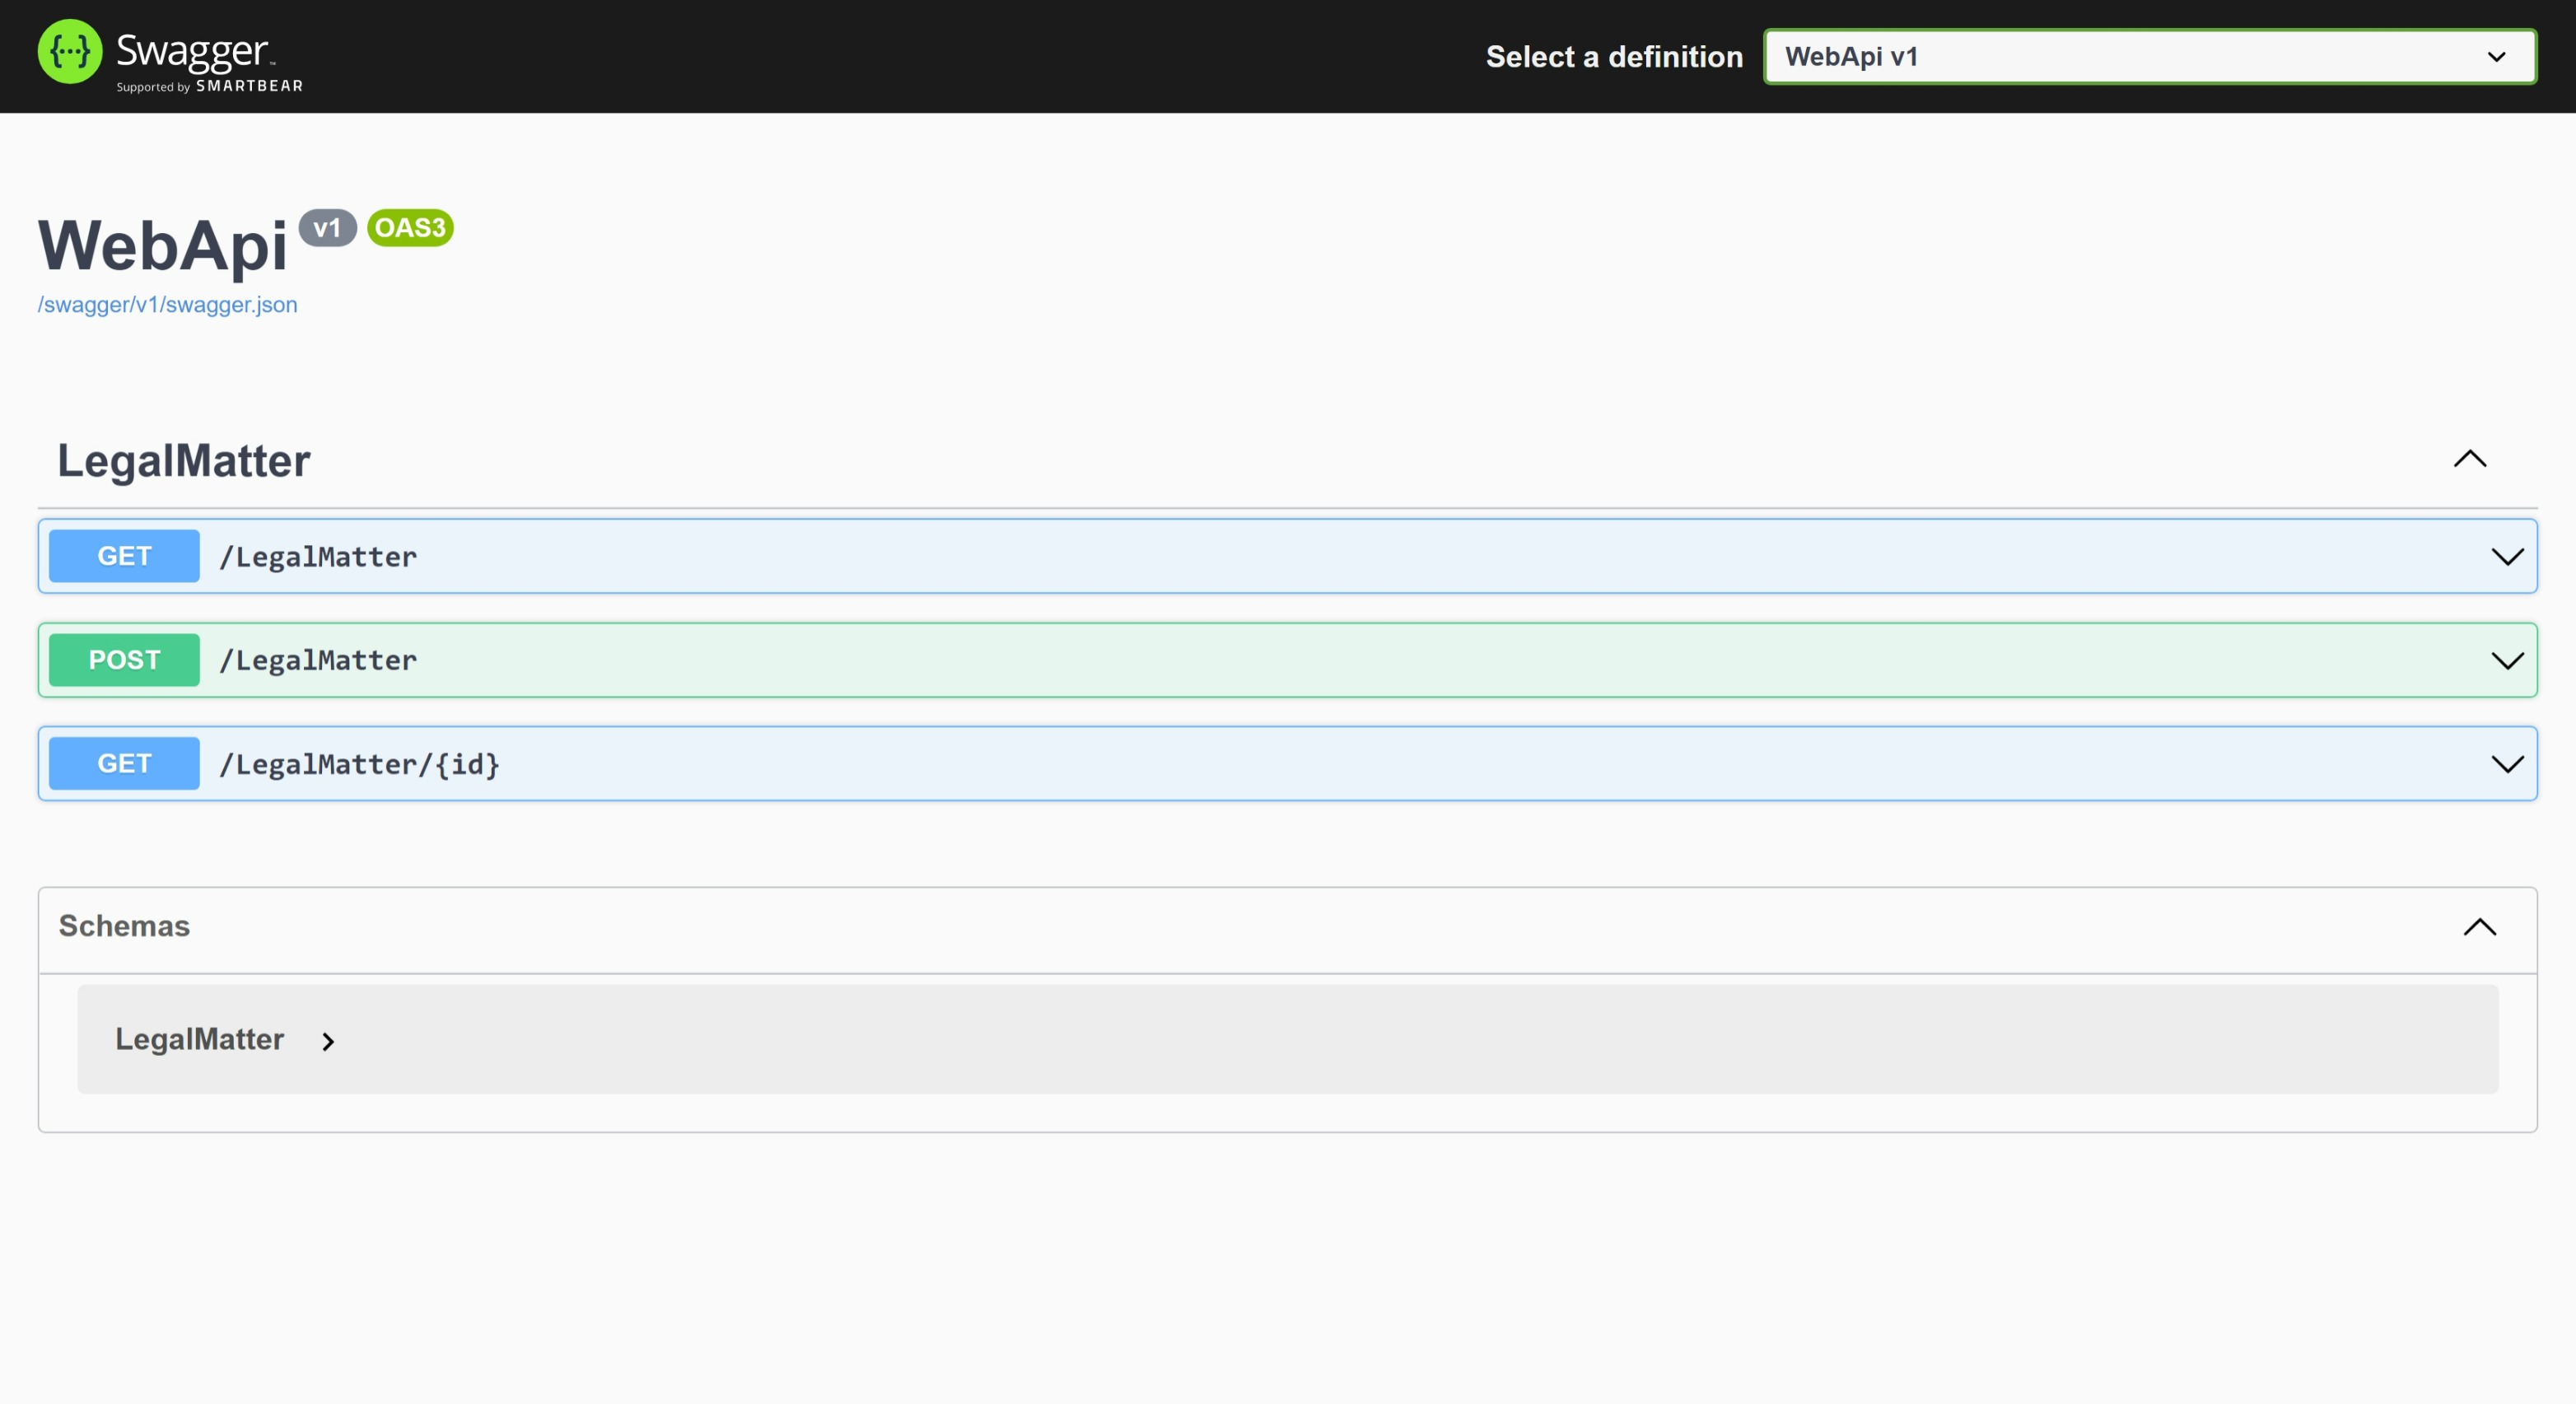 {···} Swagger™
Supported by SMARTBEAR
Select a definition
WebApi v1
WebApi v1 OAS3
/swagger/v1/swagger.json
LegalMatter
GET /LegalMatter
POST /LegalMatter
GET /LegalMatter/{id}
Schemas
LegalMatter